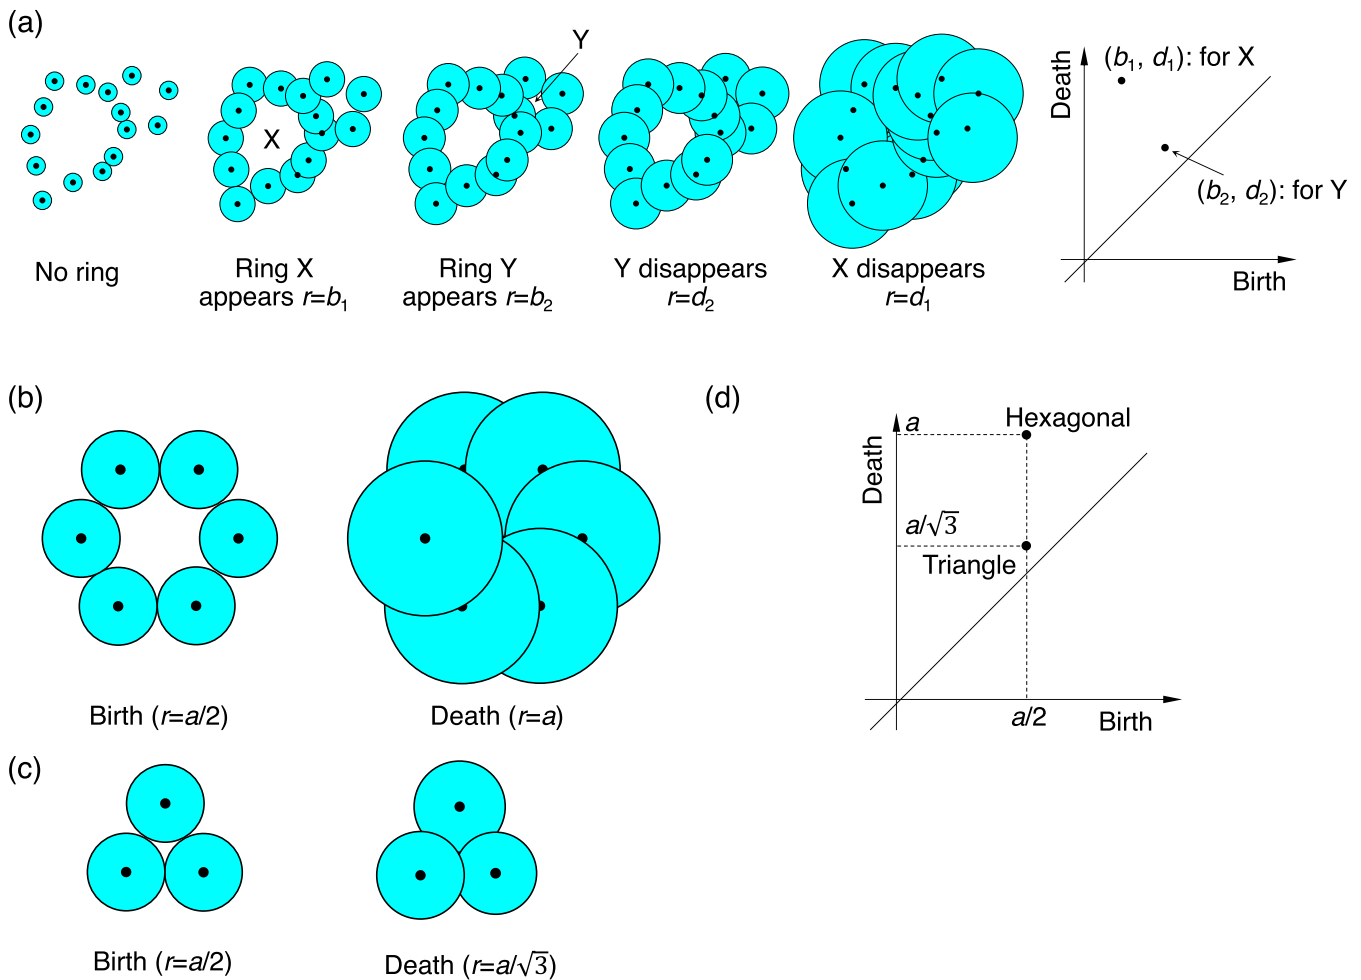 (a)
No ring
X
Ring X
appears r=b₁
Y
Ring Y
appears r=b₂
Y disappears
r=d₂
X disappears
r=d₁
Death
(b₁, d₁): for X
(b₂, d₂): for Y
Birth
(b)
Birth (r=a/2)
Death (r=a)
(c)
Birth (r=a/2)
Death (r=a/√3)
(d)
Death
a
Hexagonal
a/√3
Triangle
a/2
Birth